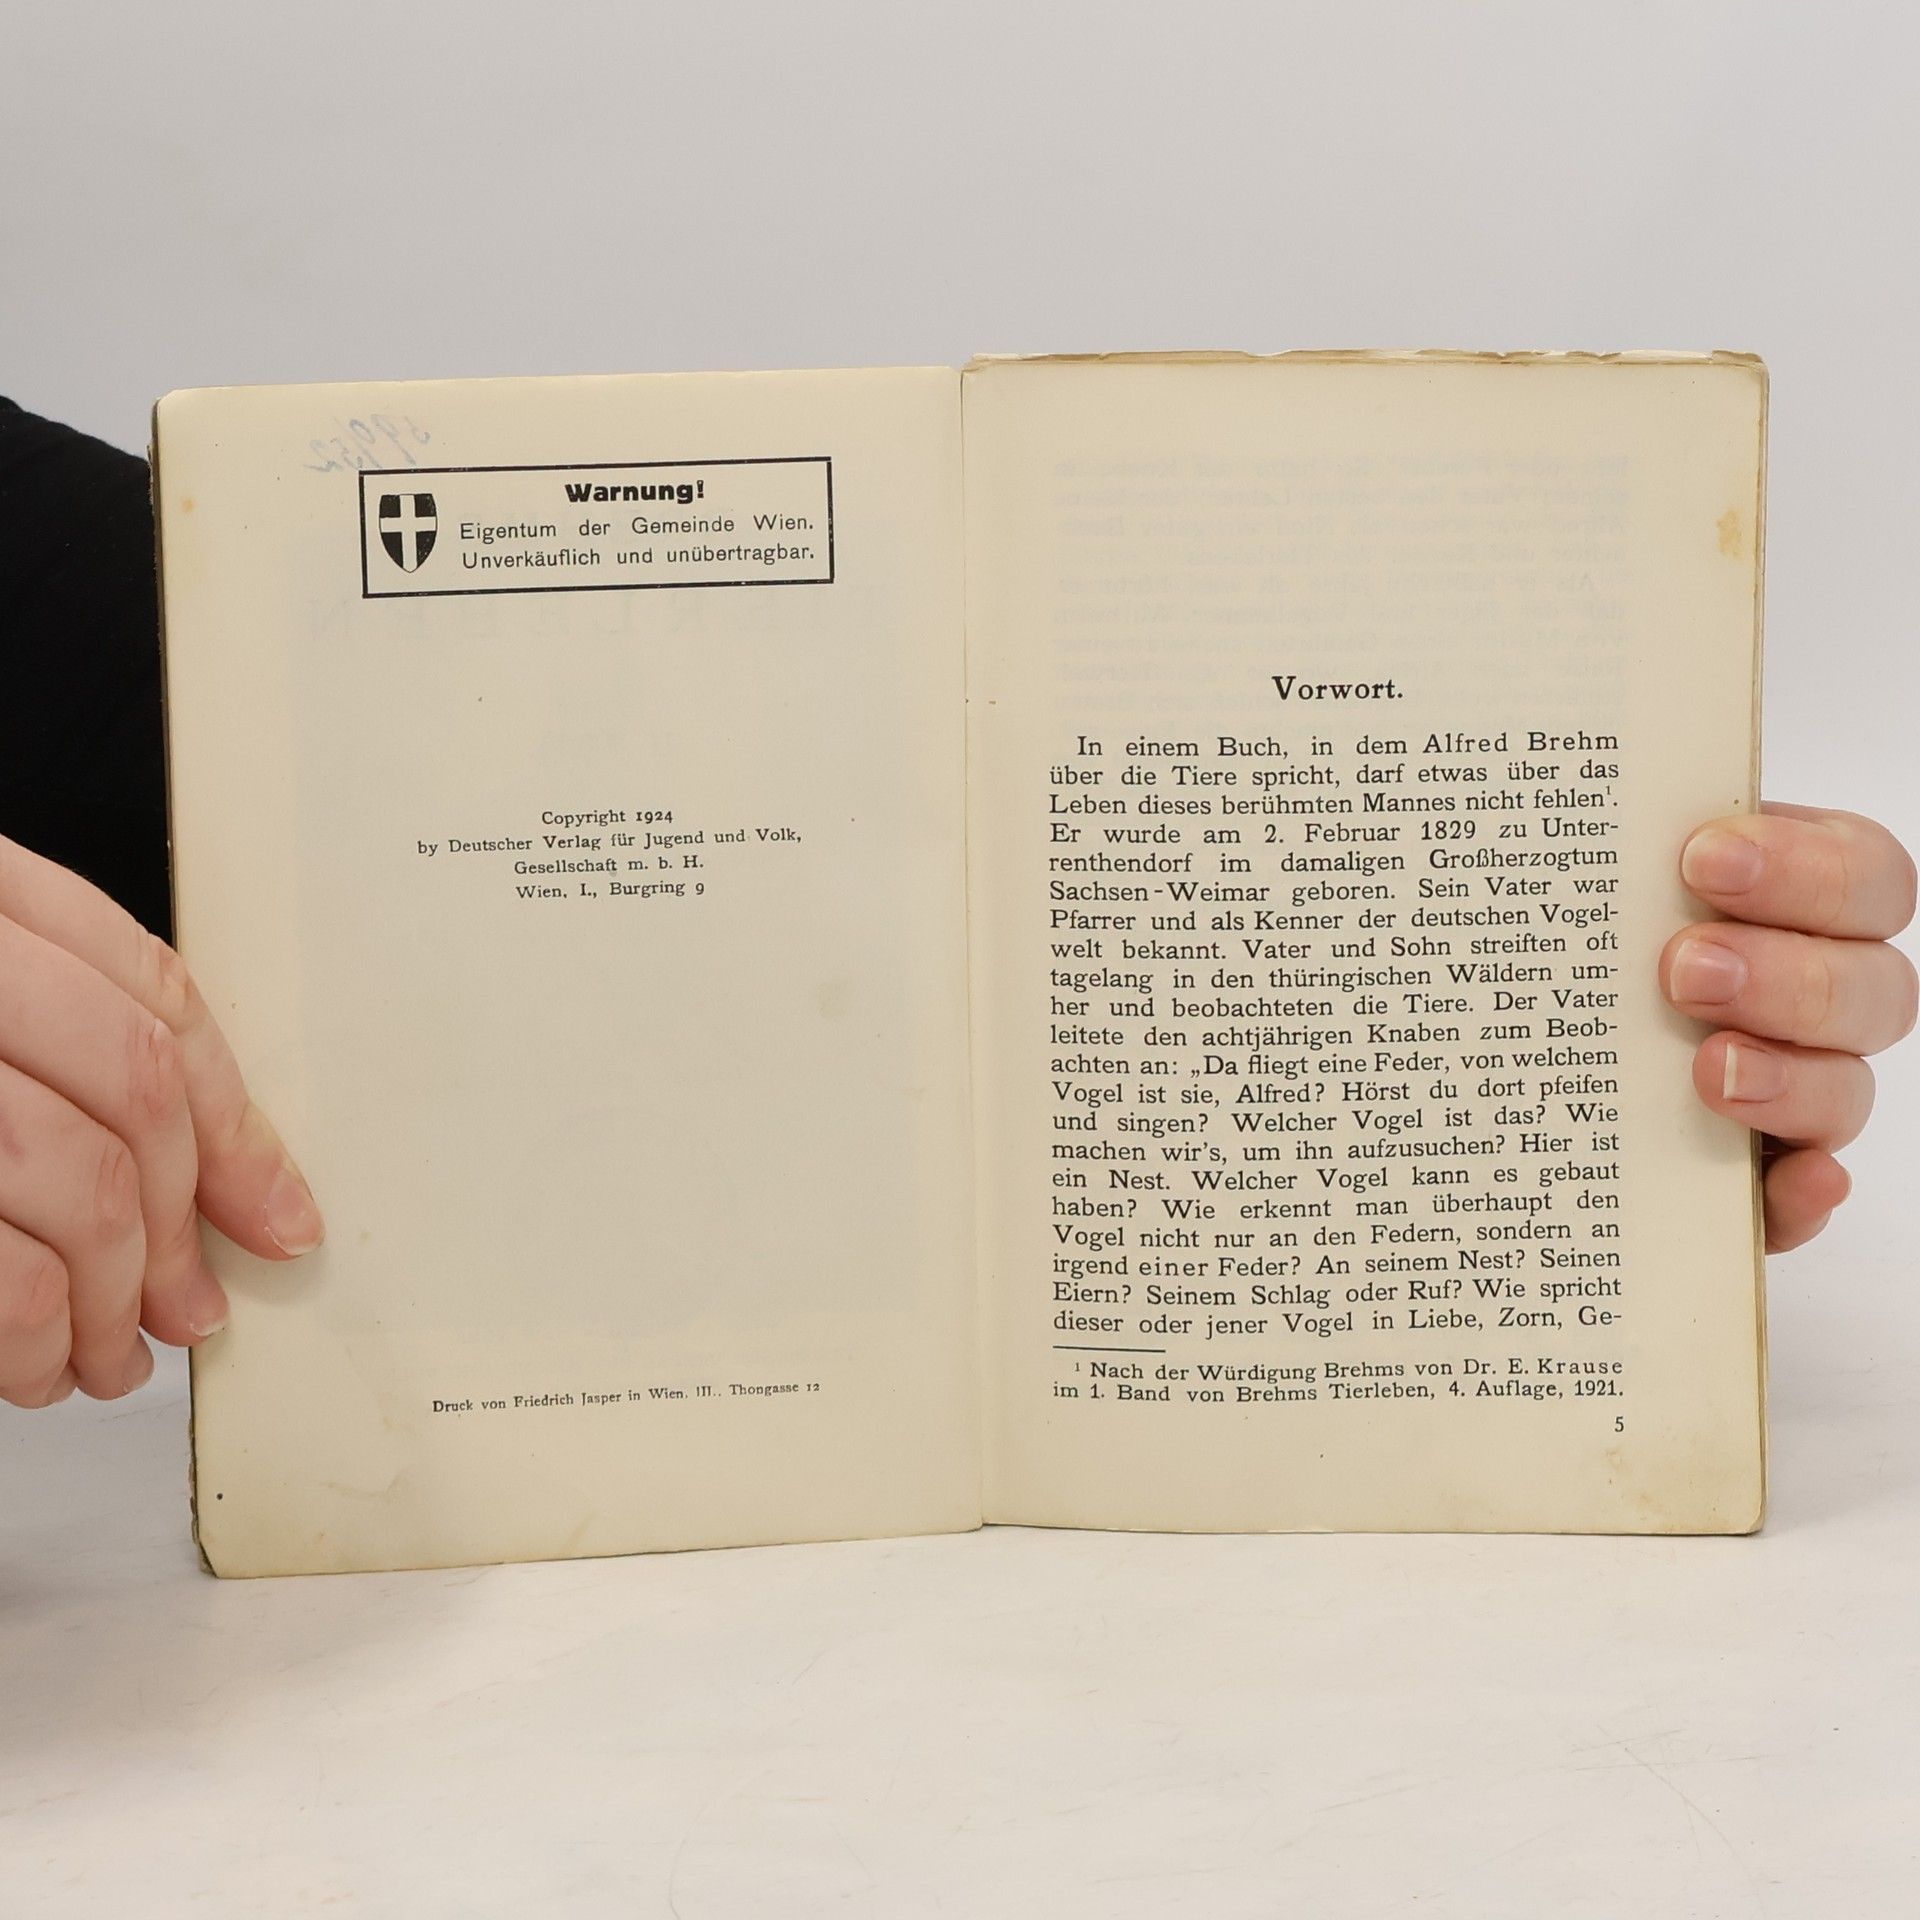 Warnung!
Eigentum der Gemeinde Wien.
Unverkäuflich und unübertragbar.
Copyright 1924
by Deutscher Verlag für Jugend und Volk,
Gesellschaft m. b. H.
Wien, I., Burgring 9
Druck von Friedrich Jasper in Wien, III., Thongasse 12
Vorwort.
In einem Buch, in dem Alfred Brehm
über die Tiere spricht, darf etwas über das
Leben dieses berühmten Mannes nicht fehlen¹.
Er wurde am 2. Februar 1829 zu Unter-
renthendorf im damaligen Großherzogtum
Sachsen-Weimar geboren. Sein Vater war
Pfarrer und als Kenner der deutschen Vogel-
welt bekannt. Vater und Sohn streiften oft
tagelang in den thüringischen Wäldern um-
her und beobachteten die Tiere. Der Vater
leitete den achtjährigen Knaben zum Beob-
achten an: „Da fliegt eine Feder, von welchem
Vogel ist sie, Alfred? Hörst du dort pfeifen
und singen? Welcher Vogel ist das? Wie
machen wir's, um ihn aufzusuchen? Hier ist
ein Nest. Welcher Vogel kann es gebaut
haben? Wie erkennt man überhaupt den
Vogel nicht nur an den Federn, sondern an
irgend einer Feder? An seinem Nest? Seinen
Eiern? Seinem Schlag oder Ruf? Wie spricht
dieser oder jener Vogel in Liebe, Zorn, Ge-
¹ Nach der Würdigung Brehms von Dr. E. Krause
im 1. Band von Brehms Tierleben, 4. Auflage, 1921.
5